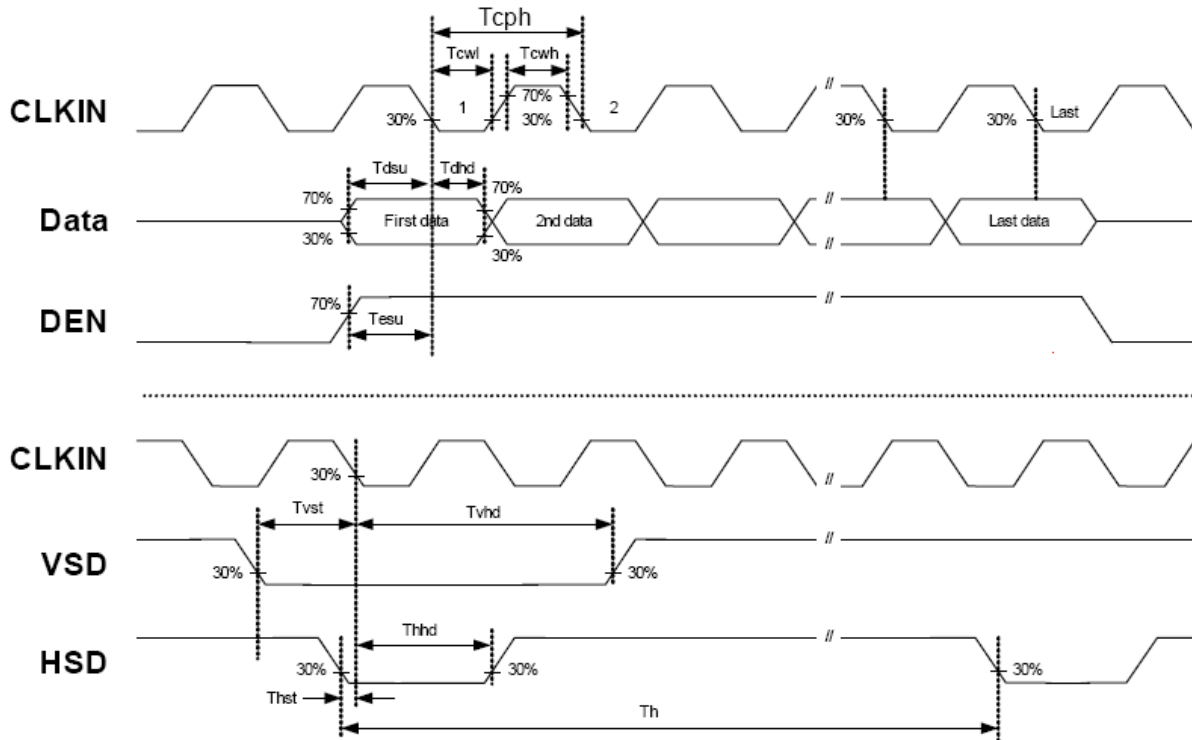 Tcph
Tcwl Tcwh
CLKIN 30% 1 70% 30% 2 // 30% 30% Last
Tdsu Tdhd
Data 70% 30% First data 70% 30% 2nd data // // Last data
DEN 70% Tesu //
CLKIN 30% //
Tvst Tvhd
VSD 30% 30% //
Thhd
HSD 30% 30% // 30%
Thst
Th